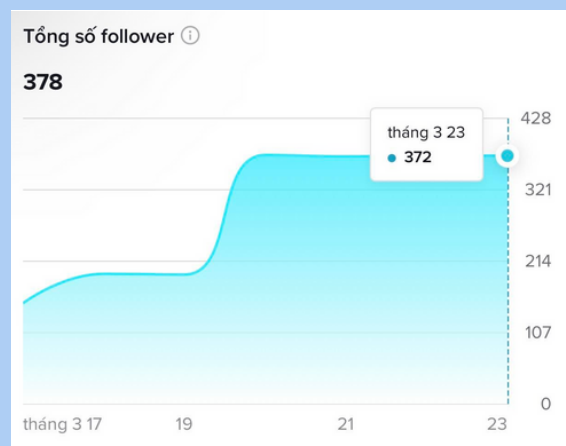 Tổng số follower
378
428
tháng 3 23
372
321
214
107
0
tháng 3 17 19 21 23